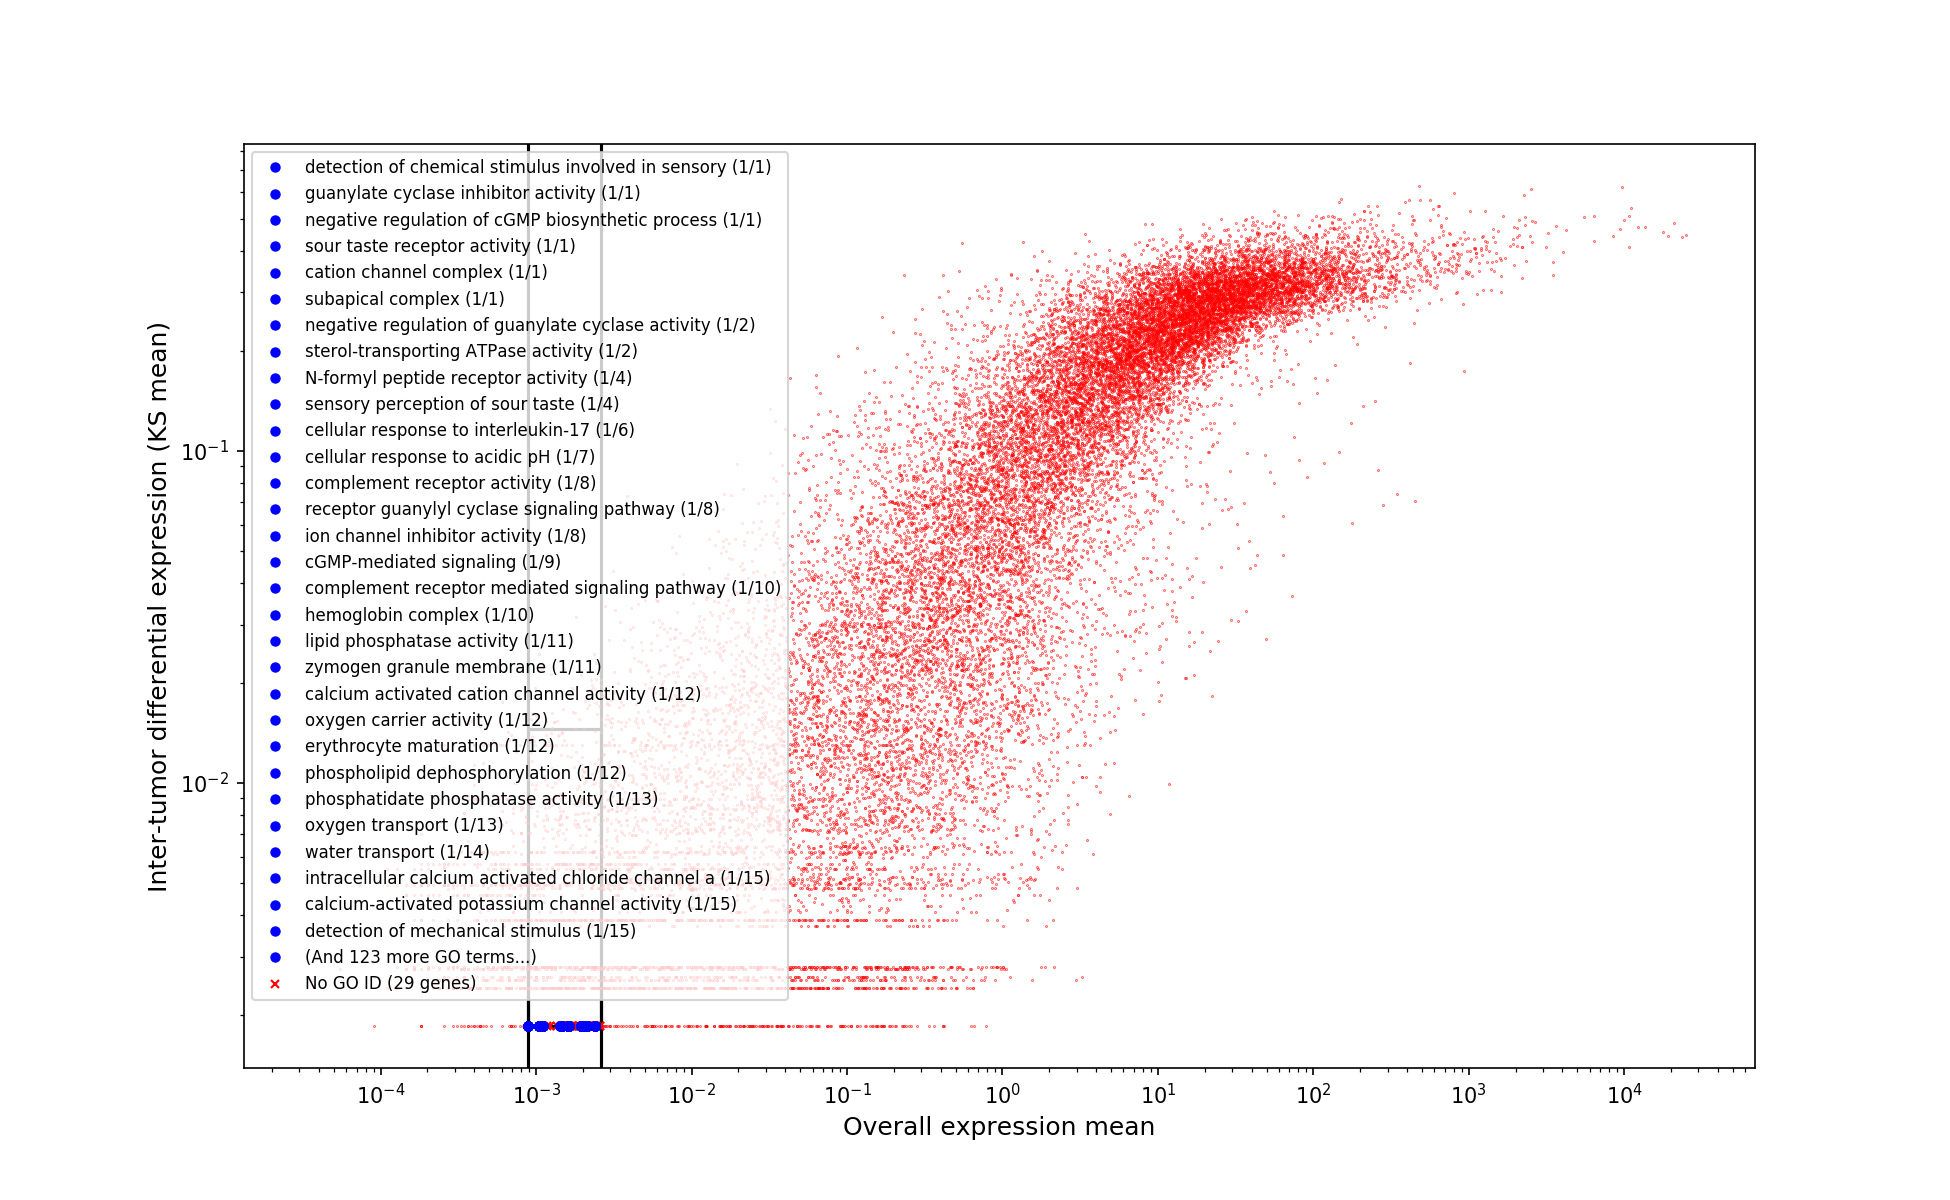 detection of chemical stimulus involved in sensory (1/1)
guanylate cyclase inhibitor activity (1/1)
negative regulation of cGMP biosynthetic process (1/1)
sour taste receptor activity (1/1)
cation channel complex (1/1)
subapical complex (1/1)
negative regulation of guanylate cyclase activity (1/2)
sterol-transporting ATPase activity (1/2)
N-formyl peptide receptor activity (1/4)
sensory perception of sour taste (1/4)
cellular response to interleukin-17 (1/6)
cellular response to acidic pH (1/7)
complement receptor activity (1/8)
receptor guanylyl cyclase signaling pathway (1/8)
ion channel inhibitor activity (1/8)
cGMP-mediated signaling (1/9)
complement receptor mediated signaling pathway (1/10)
hemoglobin complex (1/10)
lipid phosphatase activity (1/11)
zymogen granule membrane (1/11)
calcium activated cation channel activity (1/12)
oxygen carrier activity (1/12)
erythrocyte maturation (1/12)
phospholipid dephosphorylation (1/12)
phosphatidate phosphatase activity (1/13)
oxygen transport (1/13)
water transport (1/14)
intracellular calcium activated chloride channel a (1/15)
calcium-activated potassium channel activity (1/15)
detection of mechanical stimulus (1/15)
(And 123 more GO terms...)
No GO ID (29 genes)
Inter-tumor differential expression (KS mean)
10⁻¹
10⁻²
10⁻⁴ 10⁻³ 10⁻² 10⁻¹ 10⁰ 10¹ 10² 10³ 10⁴
Overall expression mean